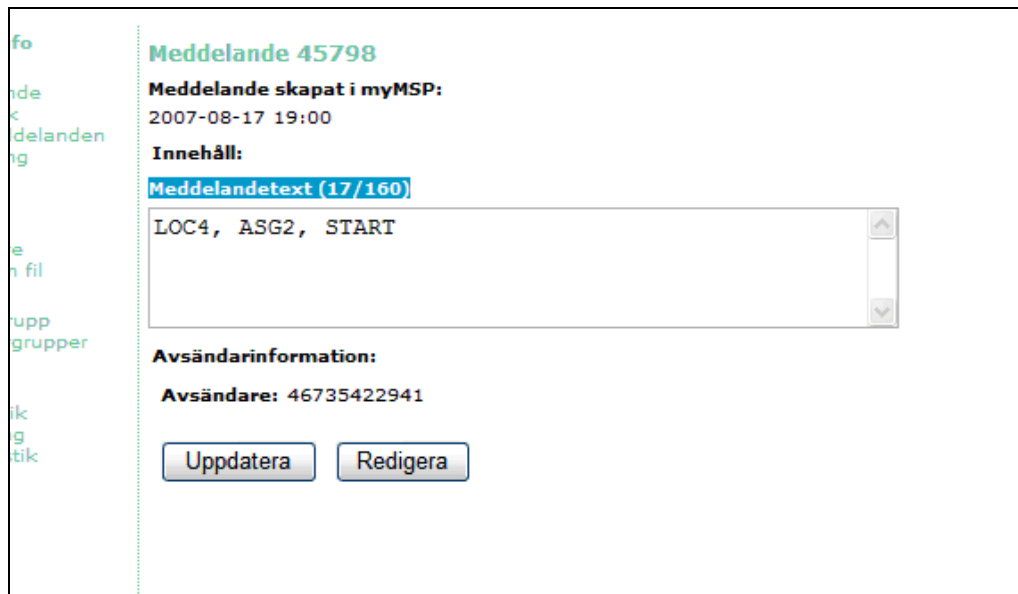 fo
Meddelande 45798
nde
Meddelande skapat i myMSP:
2007-08-17 19:00
ddelanden
Innehåll:
Meddelandetext (17/160)
LOC4, ASG2, START
e
n fil
rupp
grupper
Avsändarinformation:
Avsändare: 46735422941
ik
tik
Uppdatera
Redigera